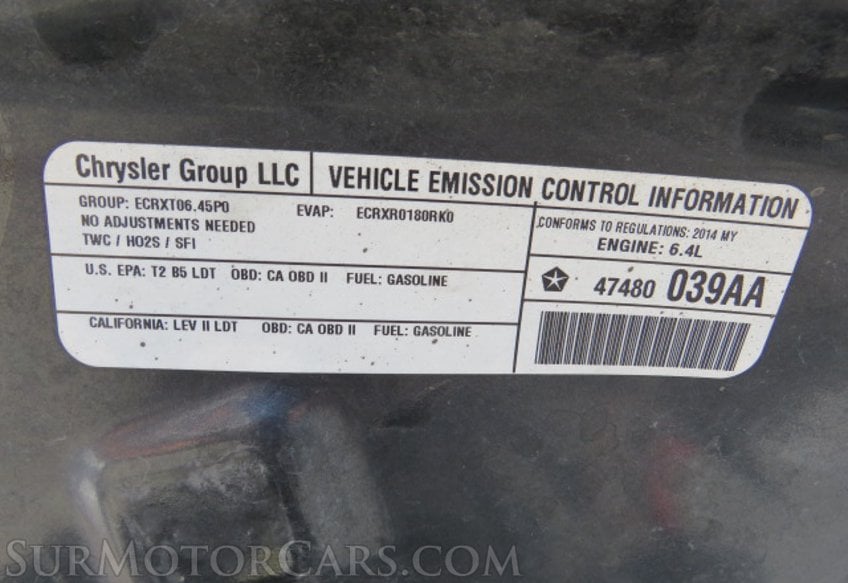 Chrysler Group LLC
VEHICLE EMISSION CONTROL INFORMATION
GROUP: ECRXT06.45P0 EVAP: ECRXR0180RK0
NO ADJUSTMENTS NEEDED
TWC / HO2S / SFI
CONFORMS TO REGULATIONS: 2014 MY
ENGINE: 6.4L
U.S. EPA: T2 B5 LDT OBD: CA OBD II FUEL: GASOLINE
47480 039AA
CALIFORNIA: LEV II LDT OBD: CA OBD II FUEL: GASOLINE
SURMOTORCARS.COM